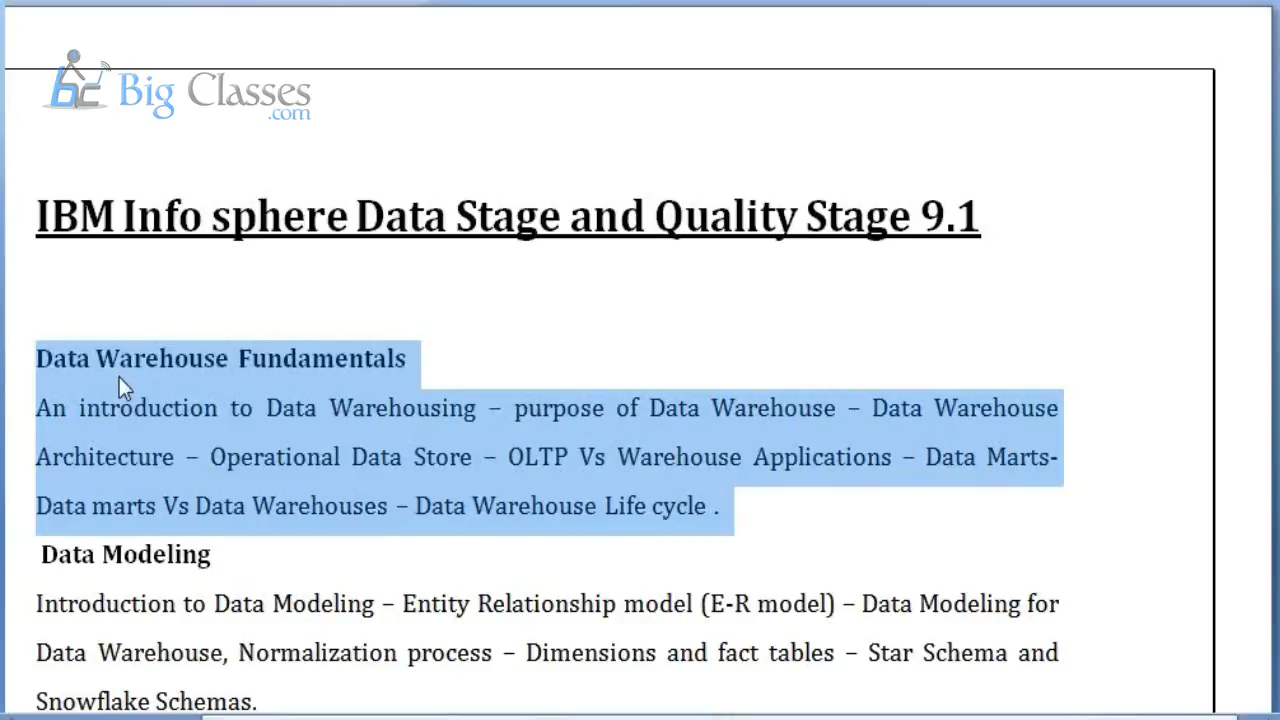 Big Classes
.com
IBM Info sphere Data Stage and Quality Stage 9.1
Data Warehouse Fundamentals
An introduction to Data Warehousing – purpose of Data Warehouse – Data Warehouse
Architecture – Operational Data Store – OLTP Vs Warehouse Applications – Data Marts-
Data marts Vs Data Warehouses – Data Warehouse Life cycle .
Data Modeling
Introduction to Data Modeling – Entity Relationship model (E-R model) – Data Modeling for
Data Warehouse, Normalization process – Dimensions and fact tables – Star Schema and
Snowflake Schemas.